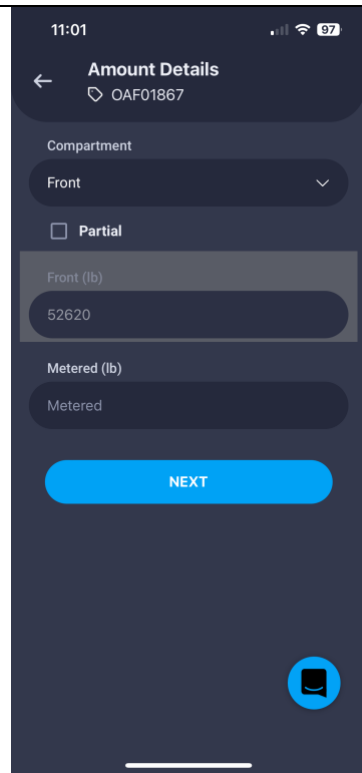 11:01
97
Amount Details
OAF01867
Compartment
Front
Partial
Front (lb)
52620
Metered (lb)
Metered
NEXT